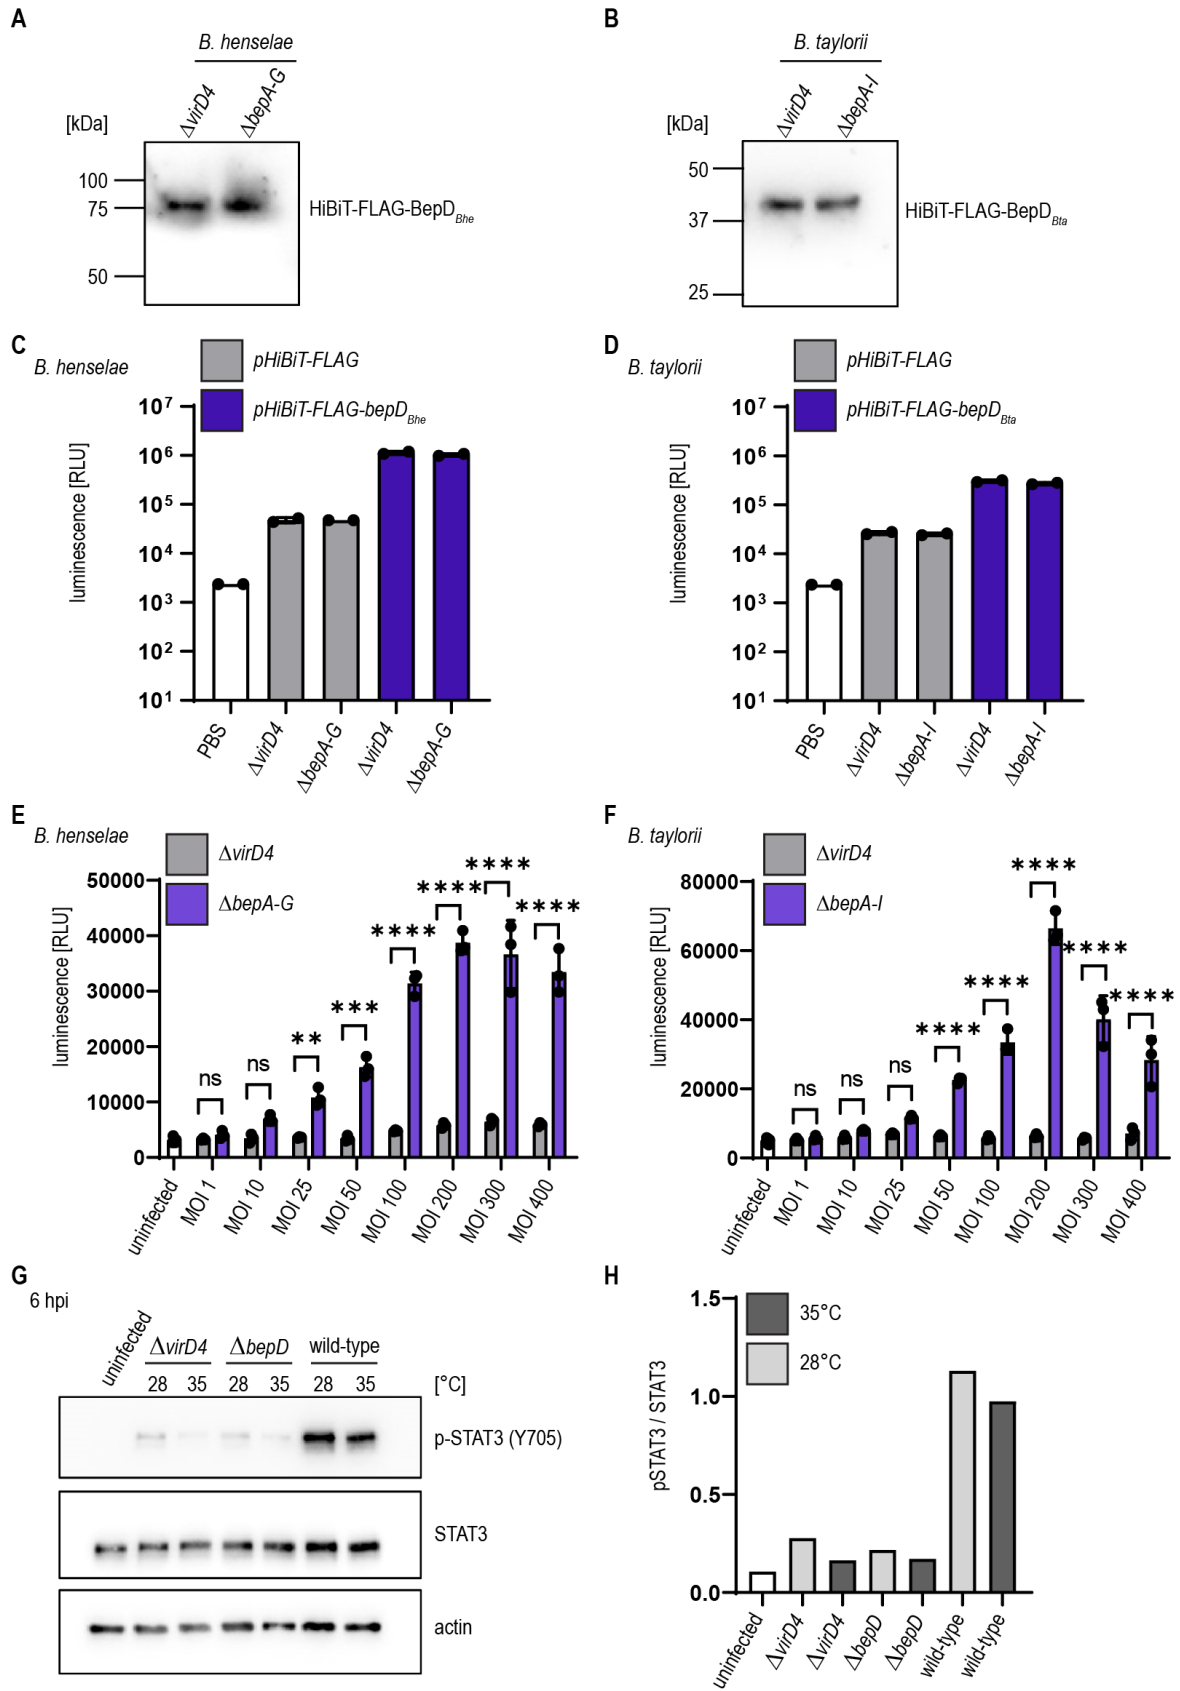 A
B. henselae
ΔvirD4
ΔbepA-G
[kDa]
100
75
50
HiBiT-FLAG-BepDBhe
B
B. taylorii
ΔvirD4
ΔbepA-I
[kDa]
50
37
25
HiBiT-FLAG-BepDBta
C
B. henselae
pHiBiT-FLAG
pHiBiT-FLAG-bepDBhe
luminescence [RLU]
10⁷
10⁶
10⁵
10⁴
10³
10²
10¹
PBS
ΔvirD4
ΔbepA-G
ΔvirD4
ΔbepA-G
D
B. taylorii
pHiBiT-FLAG
pHiBiT-FLAG-bepDBta
luminescence [RLU]
10⁷
10⁶
10⁵
10⁴
10³
10²
10¹
PBS
ΔvirD4
ΔbepA-I
ΔvirD4
ΔbepA-I
E
B. henselae
ΔvirD4
ΔbepA-G
luminescence [RLU]
50000
40000
30000
20000
10000
0
ns
ns
**
***
****
****
****
****
uninfected
MOI 1
MOI 10
MOI 25
MOI 50
MOI 100
MOI 200
MOI 300
MOI 400
F
B. taylorii
ΔvirD4
ΔbepA-I
luminescence [RLU]
80000
60000
40000
20000
0
ns
ns
ns
****
****
****
****
****
uninfected
MOI 1
MOI 10
MOI 25
MOI 50
MOI 100
MOI 200
MOI 300
MOI 400
G
6 hpi
uninfected
ΔvirD4
ΔbepD
wild-type
28 35 28 35 28 35 [°C]
p-STAT3 (Y705)
STAT3
actin
H
35°C
28°C
pSTAT3 / STAT3
1.5
1.0
0.5
0.0
uninfected
ΔvirD4
ΔvirD4
ΔbepD
ΔbepD
wild-type
wild-type